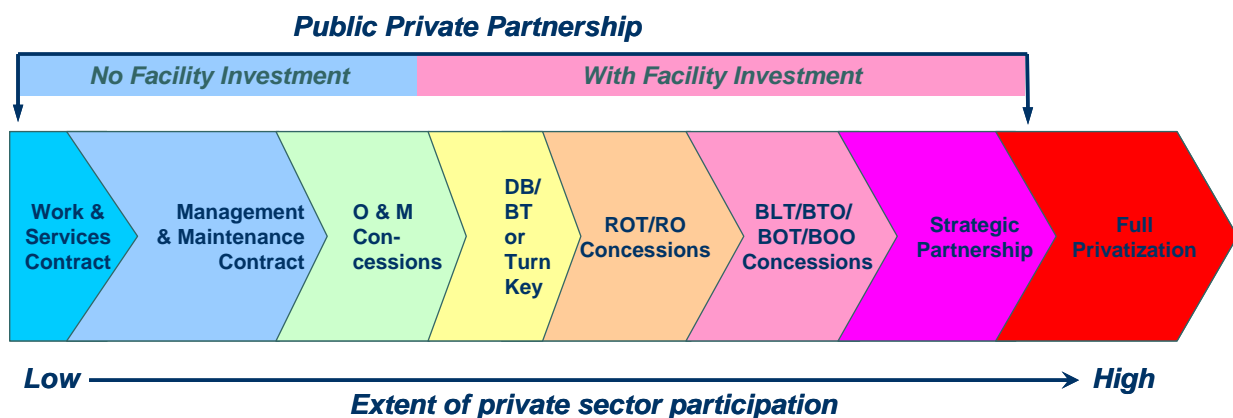 Public Private Partnership
No Facility Investment
With Facility Investment
Work &
Services
Contract
Management
& Maintenance
Contract
O & M
Con-
cessions
DB/
BT
or
Turn
Key
ROT/RO
Concessions
BLT/BTO/
BOT/BOO
Concessions
Strategic
Partnership
Full
Privatization
Low
High
Extent of private sector participation